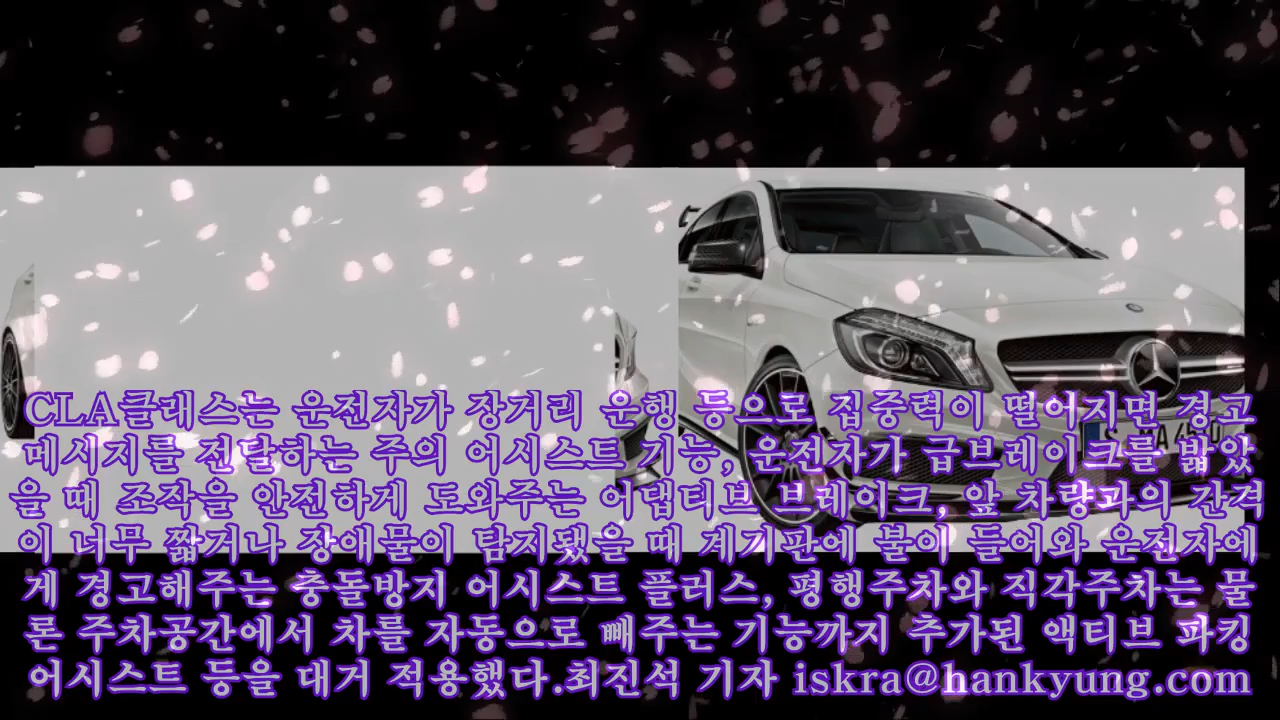 CLA클래스는 운전자가 장거리 운행 등으로 집중력이 떨어지면 경고
메시지를 전달하는 주의 어시스트 기능, 운전자가 급브레이크를 밟았
을 때 조작을 안전하게 도와주는 어댑티브 브레이크, 앞 차량과의 간격
이 너무 짧거나 장애물이 탐지됐을 때 계기판에 불이 들어와 운전자에
게 경고해주는 충돌방지 어시스트 플러스, 평행주차와 직각주차는 물
론 주차공간에서 차를 자동으로 빼주는 기능까지 추가된 액티브 파킹
어시스트 등을 대거 적용했다.최진석 기자 iskra@hankyung.com